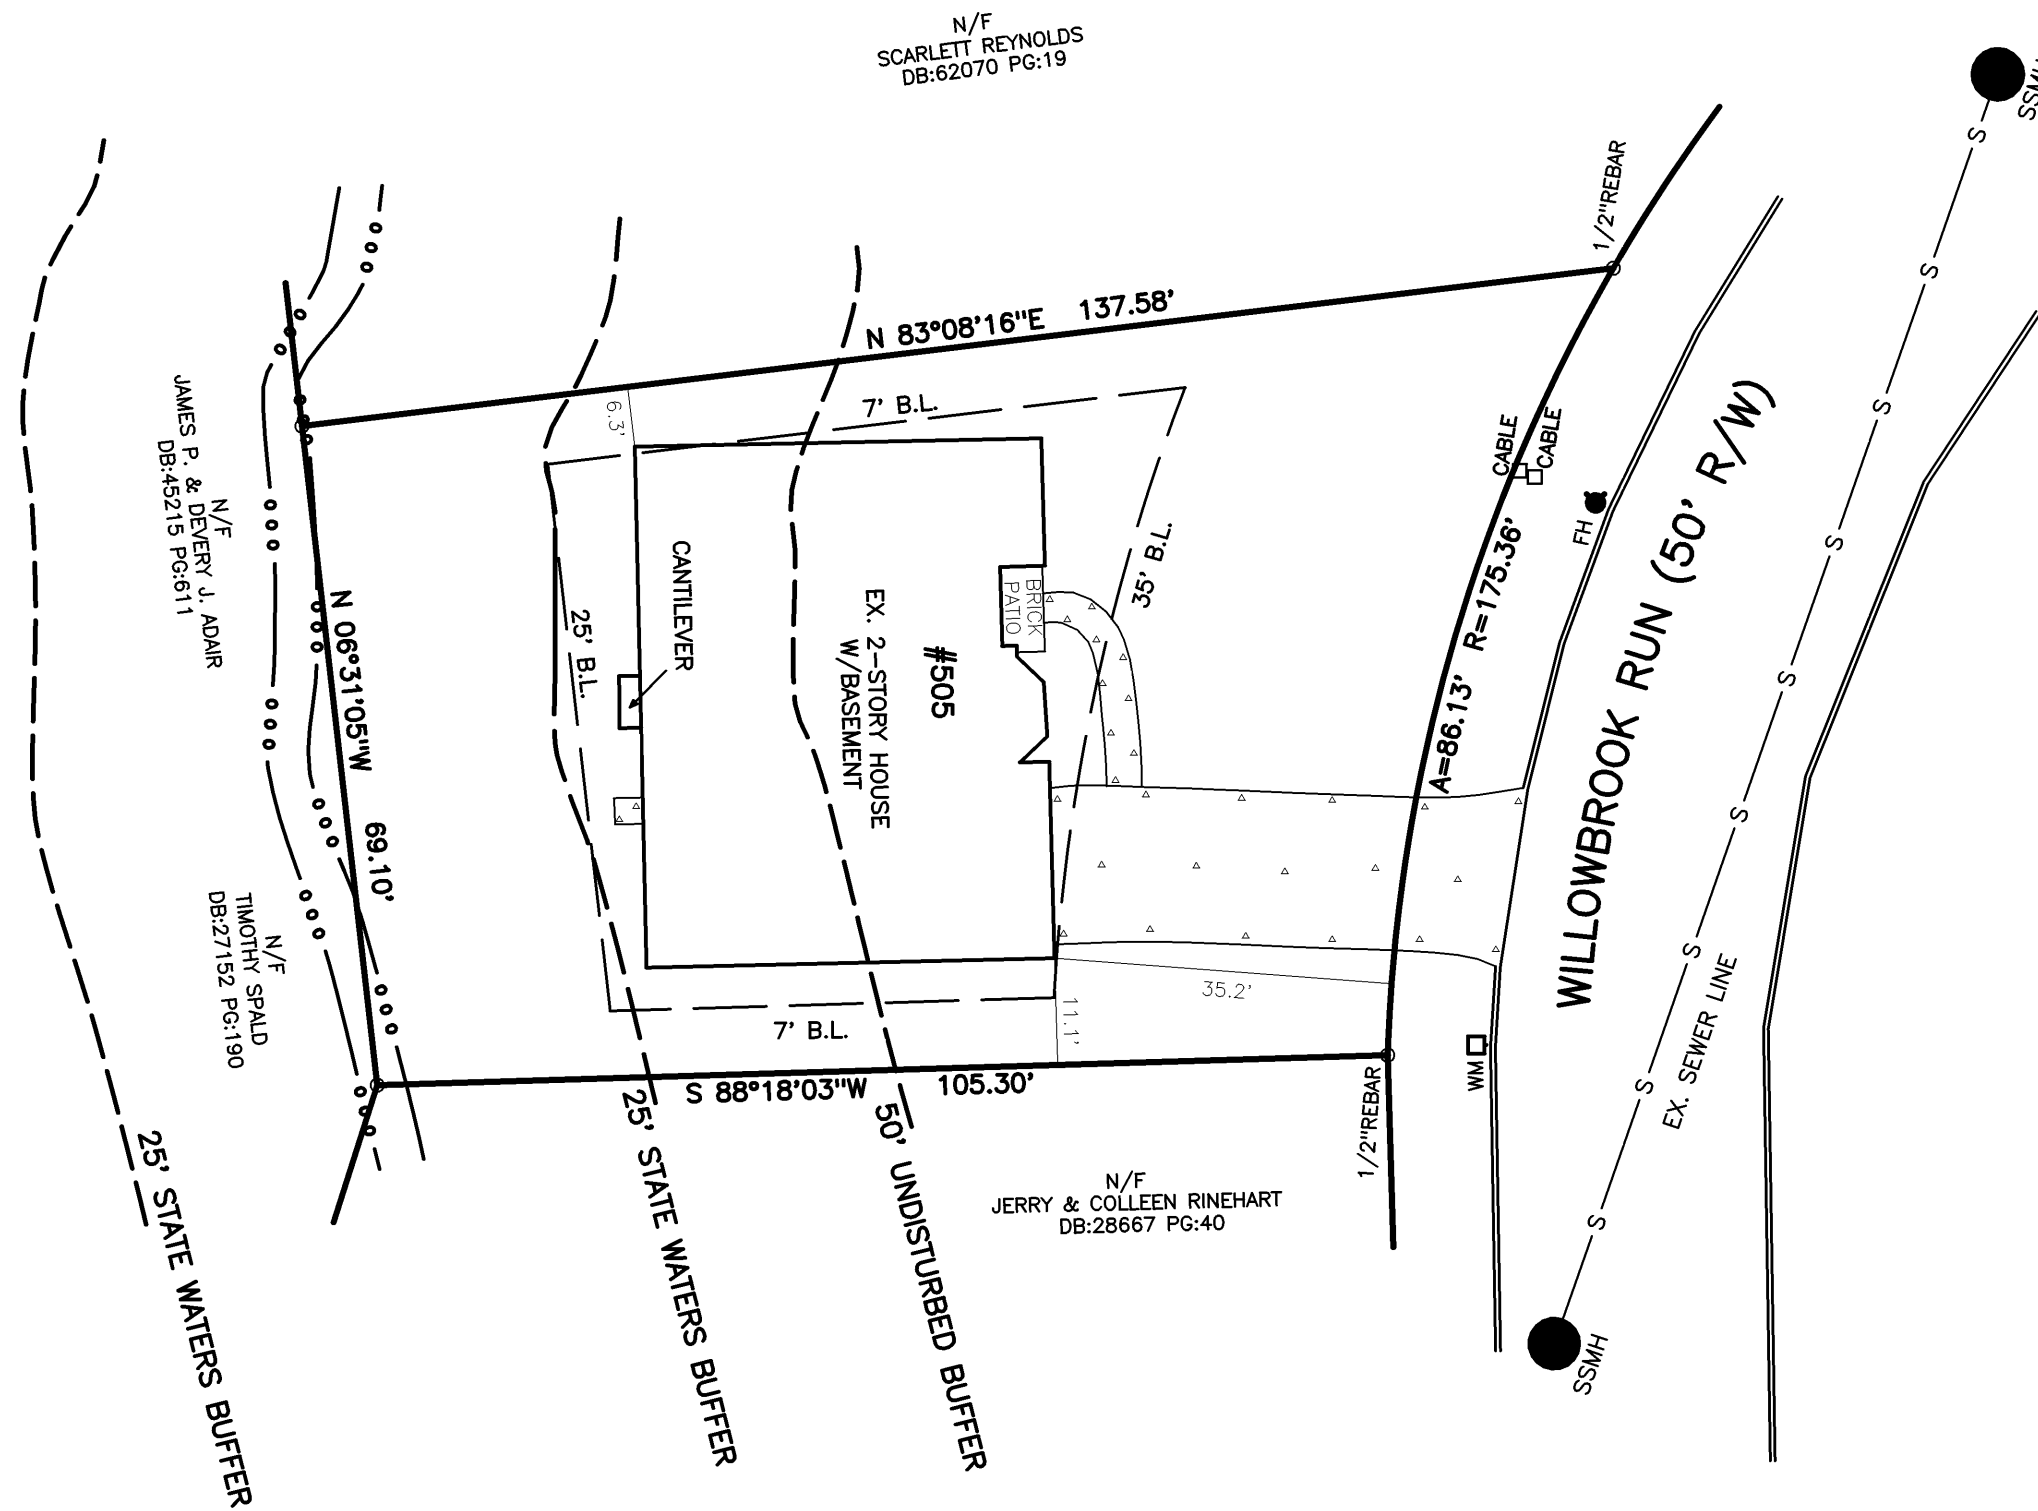 N/F
SCARLETT REYNOLDS
DB:62070 PG:19
1/2"REBAR
N 83°08'16"E 137.58'
7' B.L.
6.3'
35' B.L.
CABLE
CABLE
FH
A=86.13' R=175.36'
WILLOWBROOK RUN (50' R/W)
S
S
S
S
S
S
S
S
S
EX. SEWER LINE
SSMH
N/F
JAMES P. & DEVERY J. ADAIR
DB:45215 PG:611
N 06°31'05"W 69.10'
25' B.L.
CANTILEVER
EX. 2-STORY HOUSE
W/BASEMENT
#505
BRICK
PATIO
N/F
TIMOTHY SPALD
DB:27152 PG:190
7' B.L.
11.1'
35.2'
WM
S 88°18'03"W 105.30'
1/2"REBAR
25' STATE WATERS BUFFER
25' STATE WATERS BUFFER
50' UNDISTURBED BUFFER
N/F
JERRY & COLLEEN RINEHART
DB:28667 PG:40